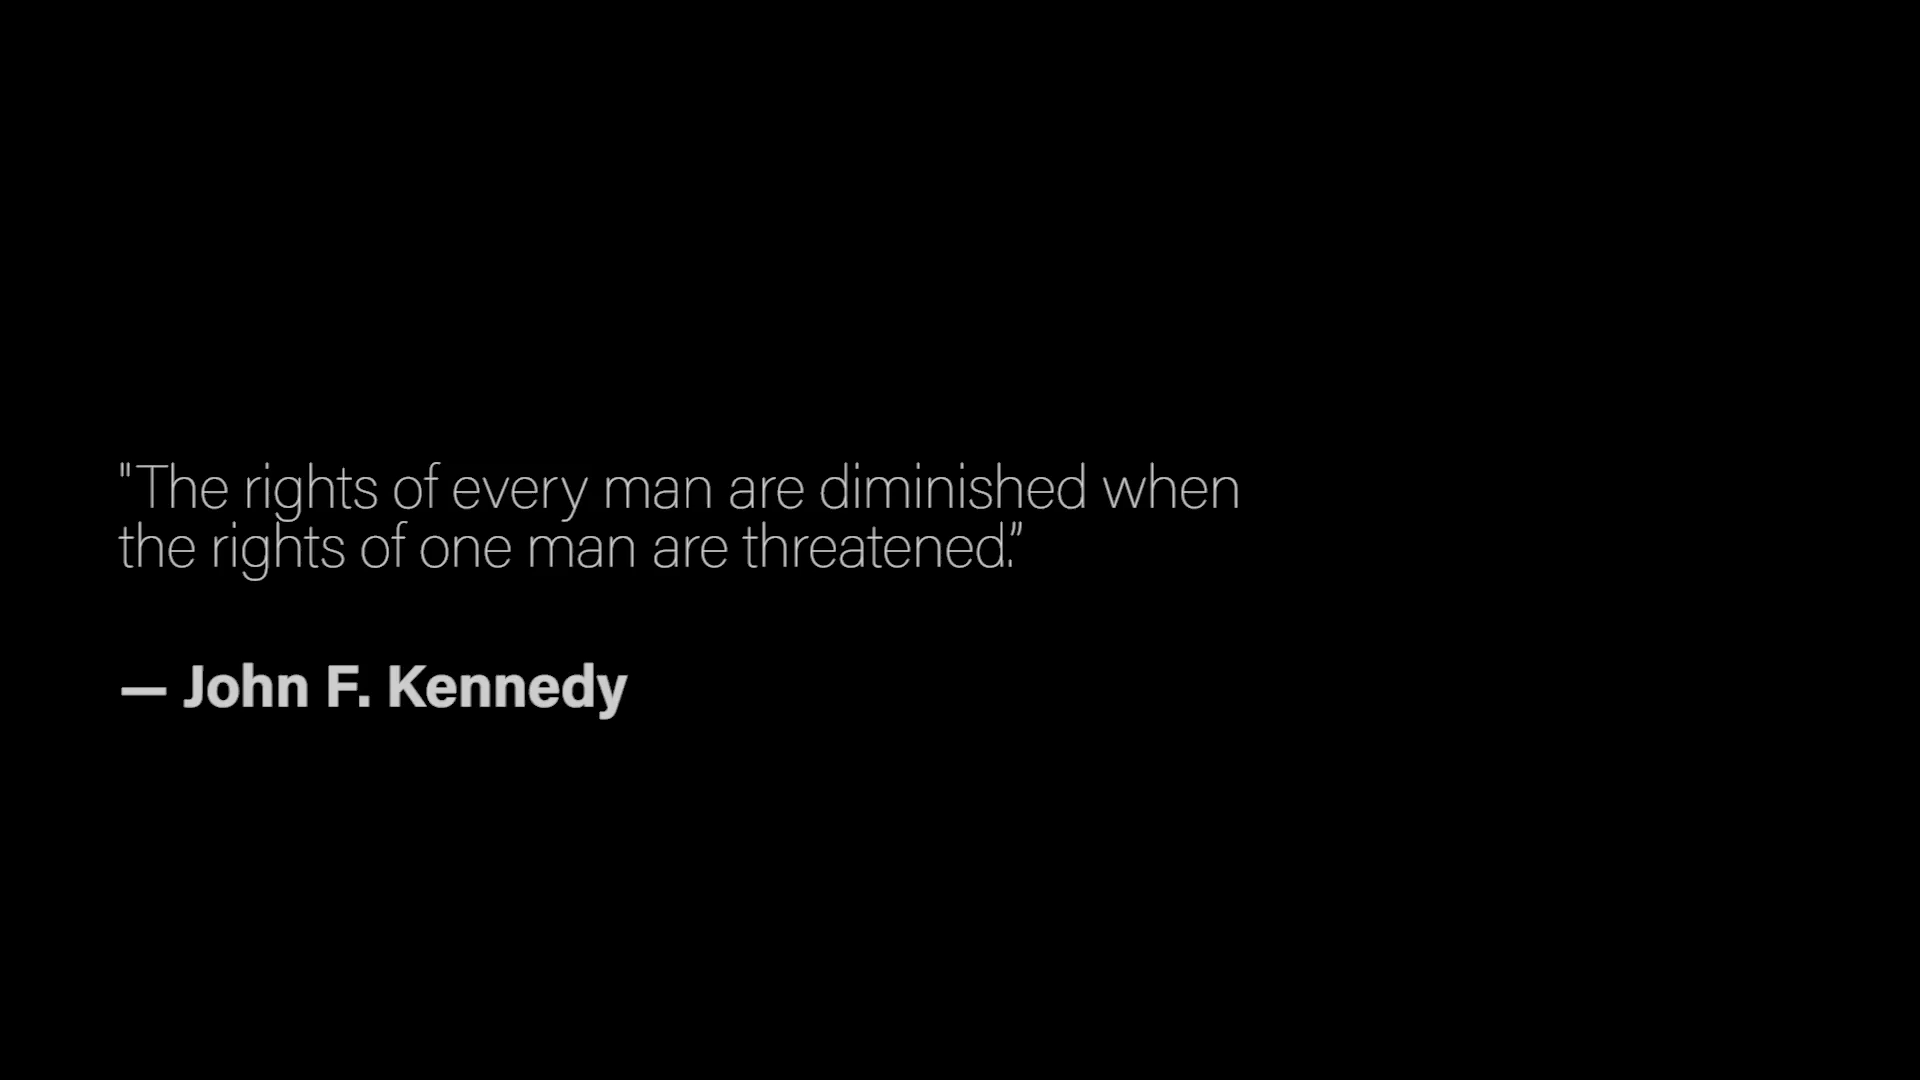 "The rights of every man are diminished when
the rights of one man are threatened.”
— John F. Kennedy